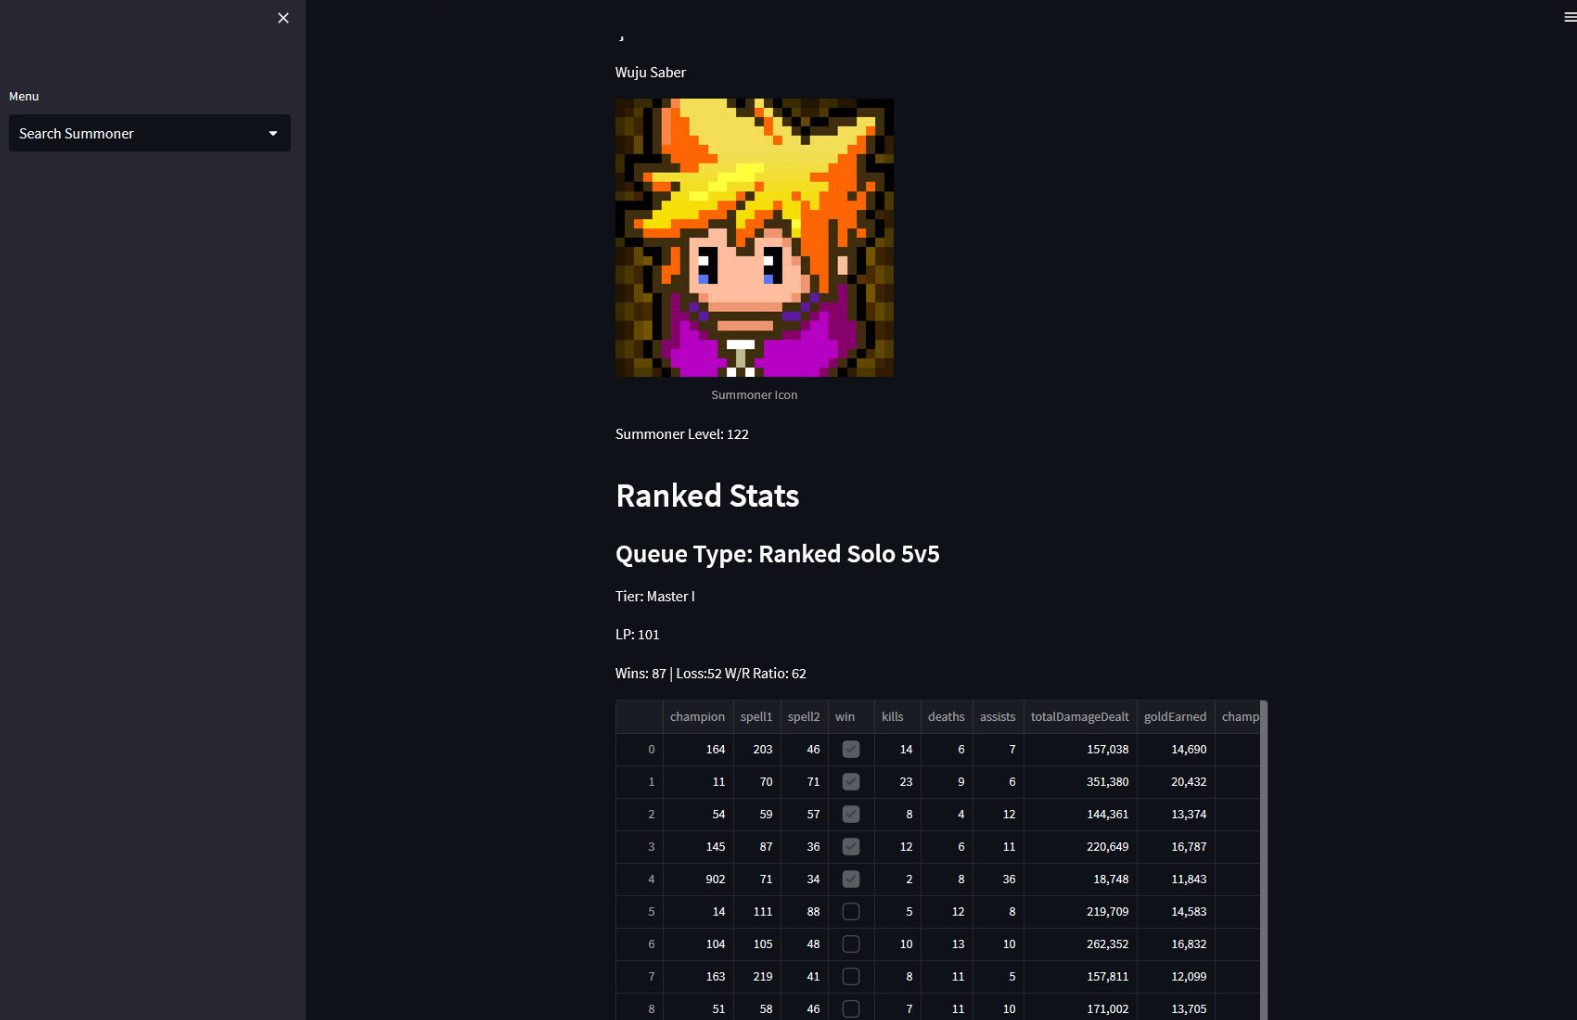 Menu
Search Summoner
]
Wuju Saber
Summoner Icon
Summoner Level: 122
Ranked Stats
Queue Type: Ranked Solo 5v5
Tier: Master I
LP: 101
Wins: 87 | Loss:52 W/R Ratio: 62
champion spell1 spell2 win kills deaths assists totalDamageDealt goldEarned champ
0 164 203 46 14 6 7 157,038 14,690
1 11 70 71 23 9 6 351,380 20,432
2 54 59 57 8 4 12 144,361 13,374
3 145 87 36 12 6 11 220,649 16,787
4 902 71 34 2 8 36 18,748 11,843
5 14 111 88 5 12 8 219,709 14,583
6 104 105 48 10 13 10 262,352 16,832
7 163 219 41 8 11 5 157,811 12,099
8 51 58 46 7 11 10 171,002 13,705